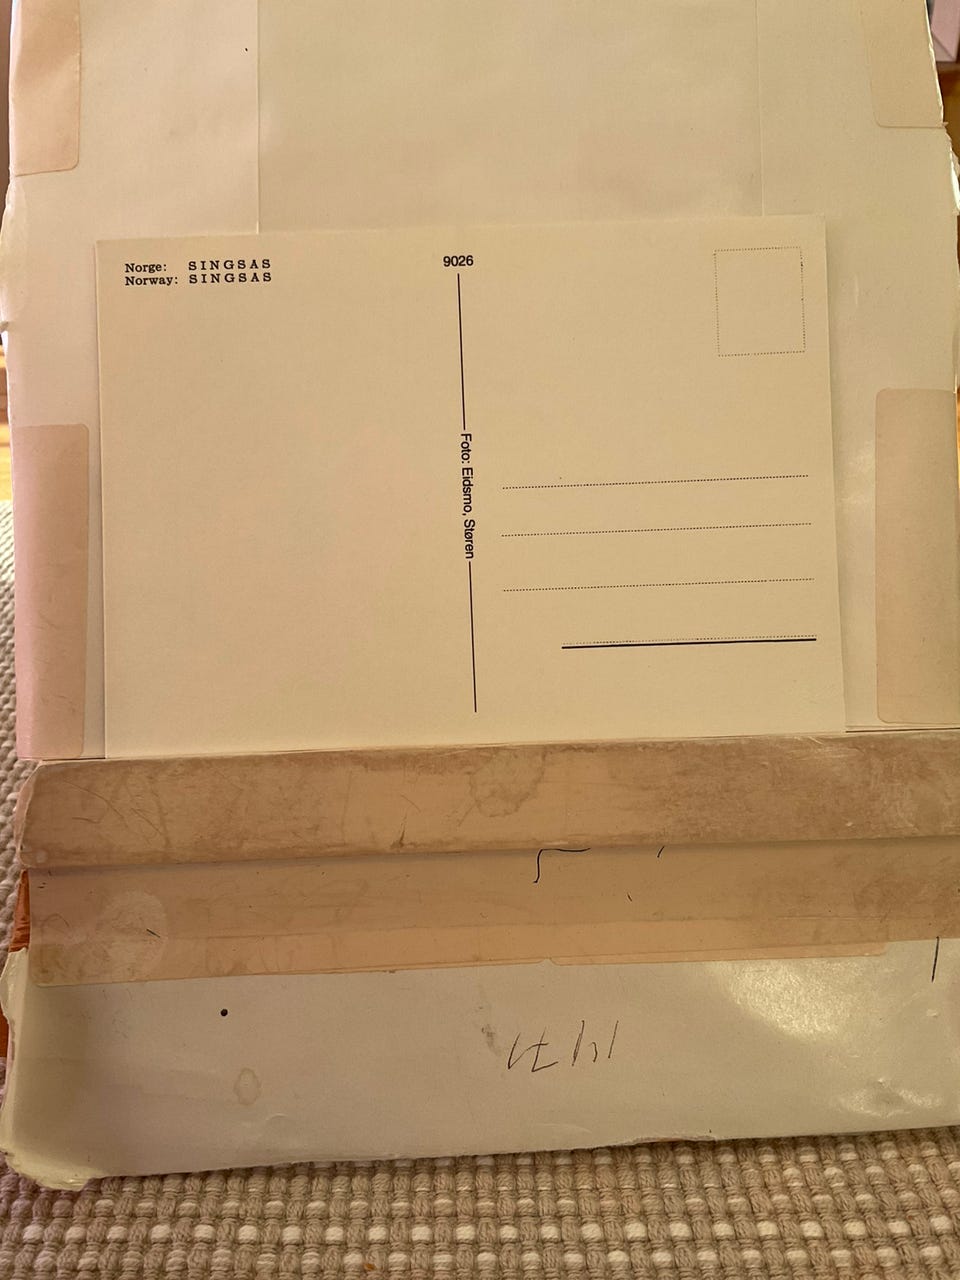 Norge: SINGSAS
Norway: SINGSAS
9026
Foto: Eidsmo, Støren